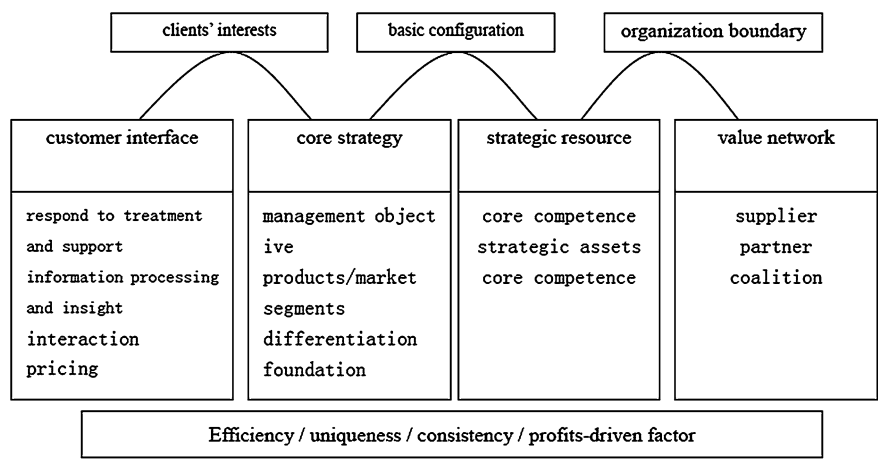 clients' interests
basic configuration
organization boundary
customer interface
core strategy
strategic resource
value network
respond to treatment
and support
information processing
and insight
interaction
pricing
management object
ive
products/market
segments
differentiation
foundation
core competence
strategic assets
core competence
supplier
partner
coalition
Efficiency / uniqueness / consistency / profits-driven factor